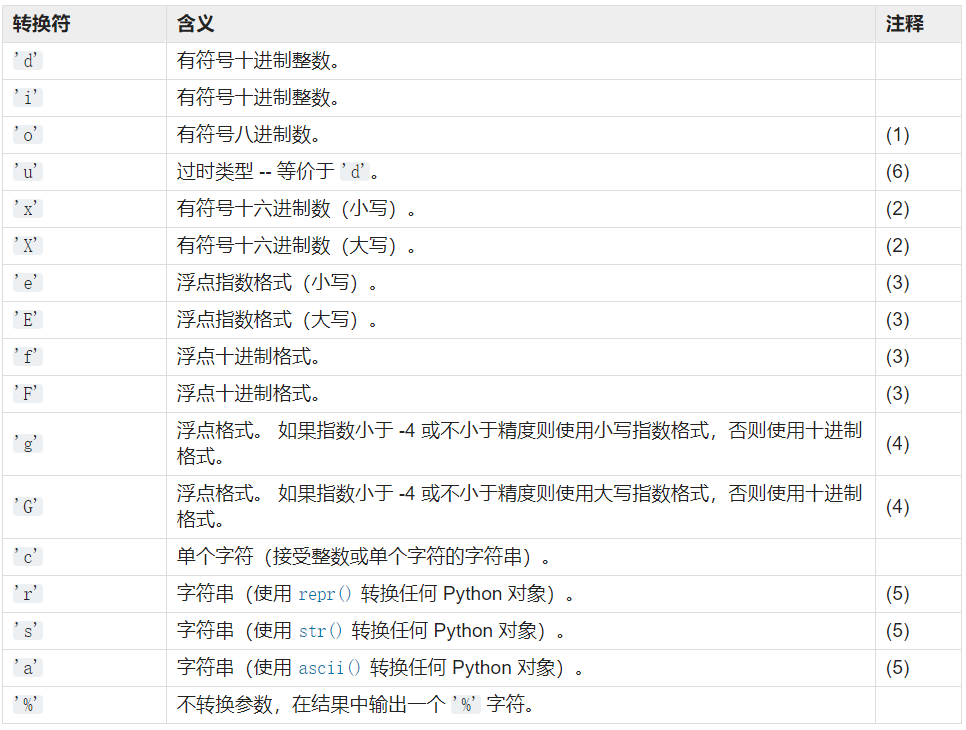 转换符 含义 注释
'd' 有符号十进制整数。
'i' 有符号十进制整数。
'o' 有符号八进制数。 (1)
'u' 过时类型 -- 等价于 'd'。 (6)
'x' 有符号十六进制数（小写）。 (2)
'X' 有符号十六进制数（大写）。 (2)
'e' 浮点指数格式（小写）。 (3)
'E' 浮点指数格式（大写）。 (3)
'f' 浮点十进制格式。 (3)
'F' 浮点十进制格式。 (3)
'g' 浮点格式。 如果指数小于 -4 或不小于精度则使用小写指数格式，否则使用十进制
格式。 (4)
'G' 浮点格式。 如果指数小于 -4 或不小于精度则使用大写指数格式，否则使用十进制
格式。 (4)
'c' 单个字符（接受整数或单个字符的字符串）。
'r' 字符串（使用 repr() 转换任何 Python 对象）。 (5)
's' 字符串（使用 str() 转换任何 Python 对象）。 (5)
'a' 字符串（使用 ascii() 转换任何 Python 对象）。 (5)
'%' 不转换参数，在结果中输出一个 '%' 字符。